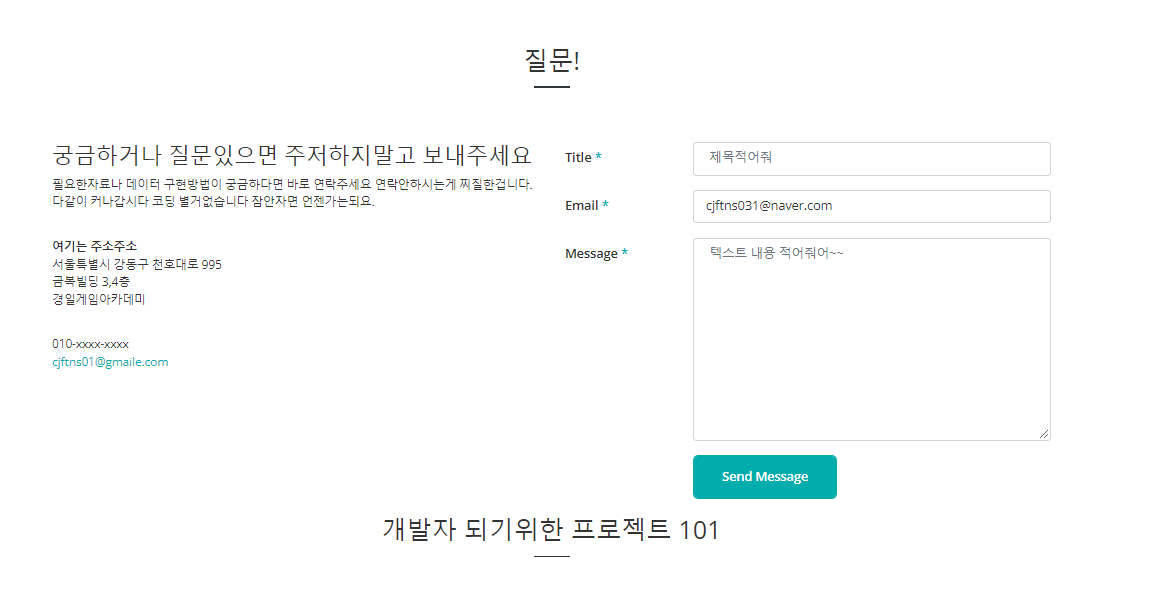 질문!
궁금하거나 질문있으면 주저하지말고 보내주세요
필요한자료나 데이터 구현방법이 궁금하다면 바로 연락주세요 연락안하시는게 찌질한겁니다.
다같이 커나갑시다 코딩 별거없습니다 잠안자면 언젠가는되요.
여기는 주소주소
서울특별시 강동구 천호대로 995
금복빌딩 3,4층
경일게임아카데미
010-xxxx-xxxx
cjftns01@gmaile.com
Title *
제목적어줘
Email *
cjftns031@naver.com
Message *
텍스트 내용 적어줘어~~
Send Message
개발자 되기위한 프로젝트 101